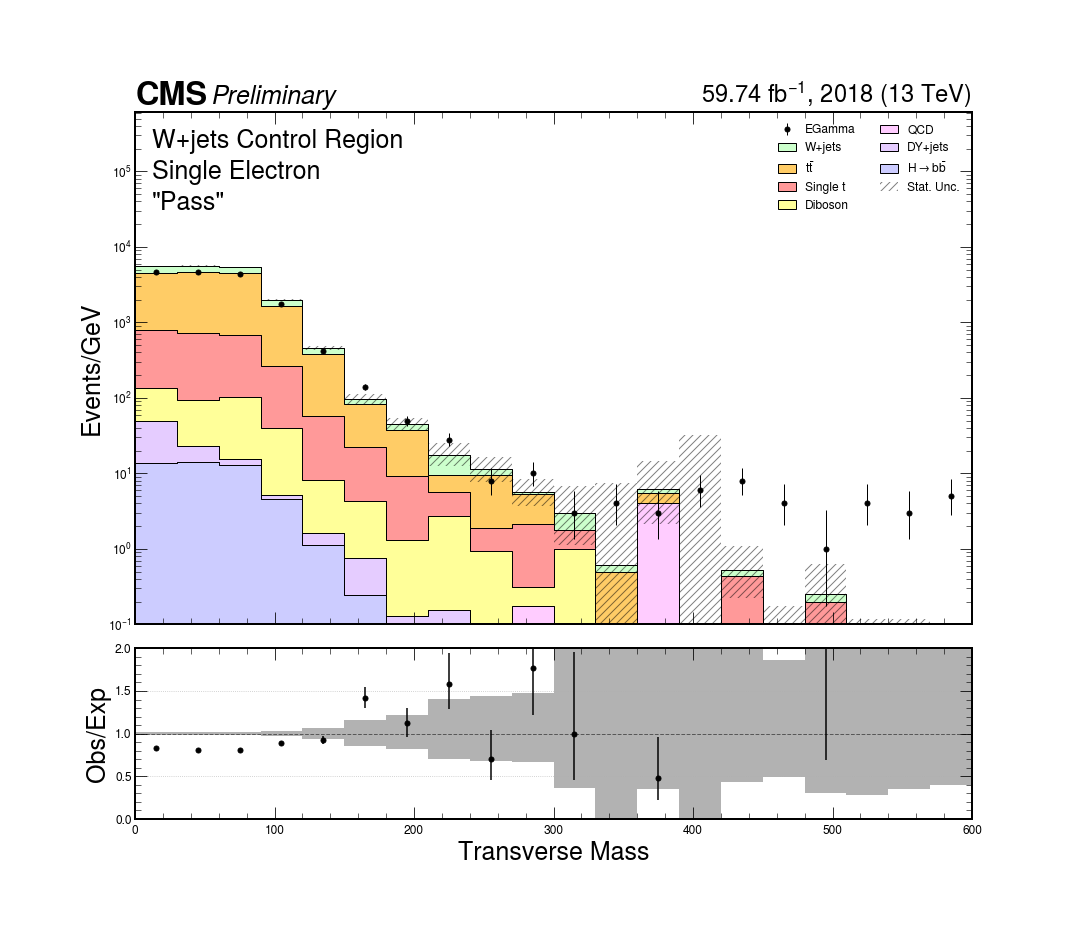 CMS Preliminary
59.74 fb⁻¹, 2018 (13 TeV)
W+jets Control Region
Single Electron
"Pass"
EGamma
W+jets
tt̄
Single t
Diboson
QCD
DY+jets
H→bb̄
Stat. Unc.
Events/GeV
10⁵
10⁴
10³
10²
10¹
10⁰
10⁻¹
Obs/Exp
2.0
1.5
1.0
0.5
0.0
0 100 200 300 400 500 600
Transverse Mass